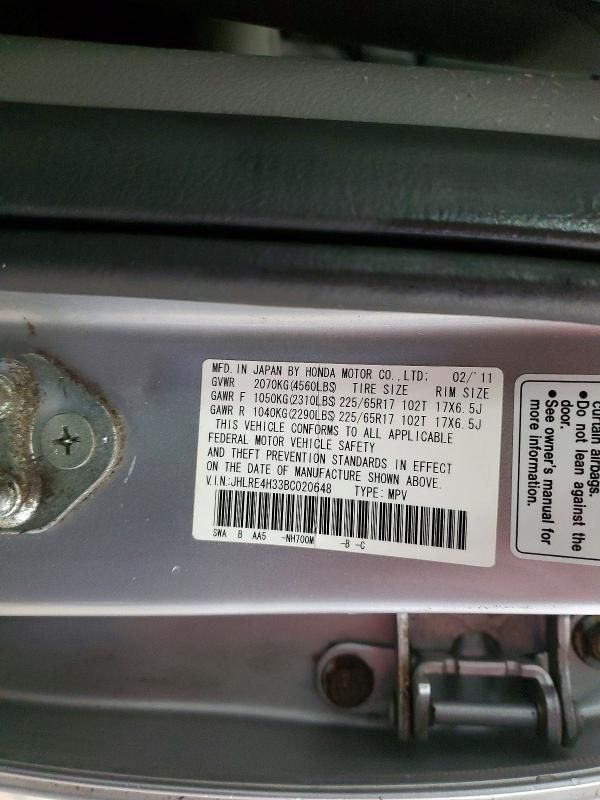 MFD. IN JAPAN BY HONDA MOTOR CO., LTD: 02/'11
GVWR 2070KG(4560LBS) TIRE SIZE RIM SIZE
GAWR F 1050KG(2310LBS) 225/65R17 102T 17X6.5J
GAWR R 1040KG(2290LBS) 225/65R17 102T 17X6.5J
THIS VEHICLE CONFORMS TO ALL APPLICABLE
FEDERAL MOTOR VEHICLE SAFETY
AND THEFT PREVENTION STANDARDS IN EFFECT
ON THE DATE OF MANUFACTURE SHOWN ABOVE.
V.I.N.:JHLRE4H33BC020648 TYPE: MPV
SWA B AA5 -NH700M -B -C
curtain airbags.
●Do not lean against the
door.
●See owner's manual for
more information.